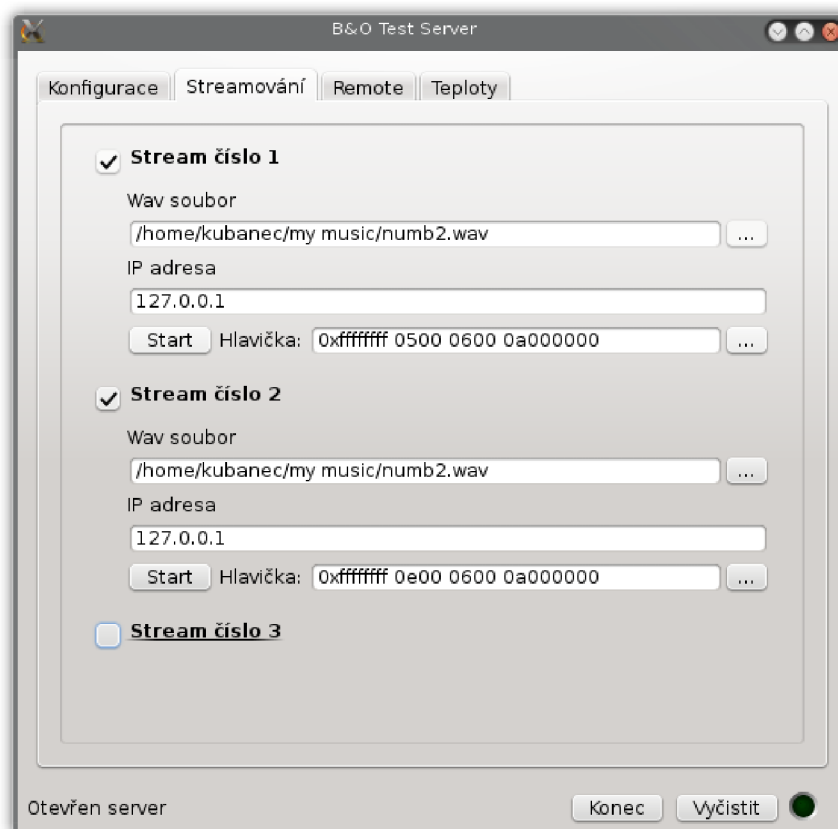 B&O Test Server
Konfigurace Streamování Remote Teploty
Stream číslo 1
Wav soubor
/home/kubanec/my music/numb2.wav ...
IP adresa
127.0.0.1
Start Hlavička: 0xffffffff 0500 0600 0a000000 ...
Stream číslo 2
Wav soubor
/home/kubanec/my music/numb2.wav ...
IP adresa
127.0.0.1
Start Hlavička: 0xffffffff 0e00 0600 0a000000 ...
Stream číslo 3
Otevřen server Konec Vyčistit